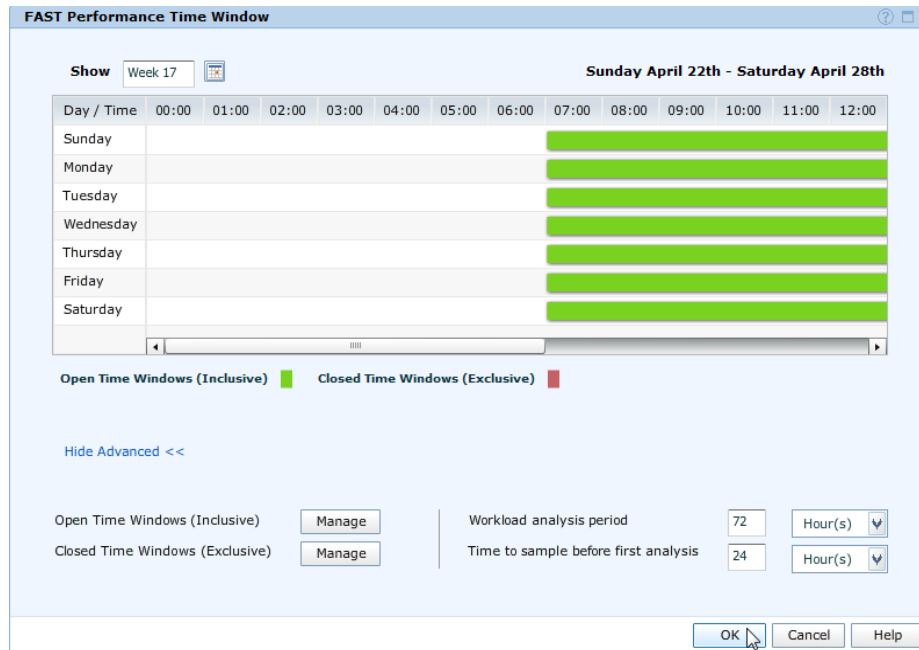 FAST Performance Time Window
Show Week 17 Sunday April 22th - Saturday April 28th
Day / Time 00:00 01:00 02:00 03:00 04:00 05:00 06:00 07:00 08:00 09:00 10:00 11:00 12:00
Sunday
Monday
Tuesday
Wednesday
Thursday
Friday
Saturday
Open Time Windows (Inclusive) Closed Time Windows (Exclusive)
Hide Advanced <<
Open Time Windows (Inclusive) Manage Workload analysis period 72 Hour(s)
Closed Time Windows (Exclusive) Manage Time to sample before first analysis 24 Hour(s)
OK Cancel Help